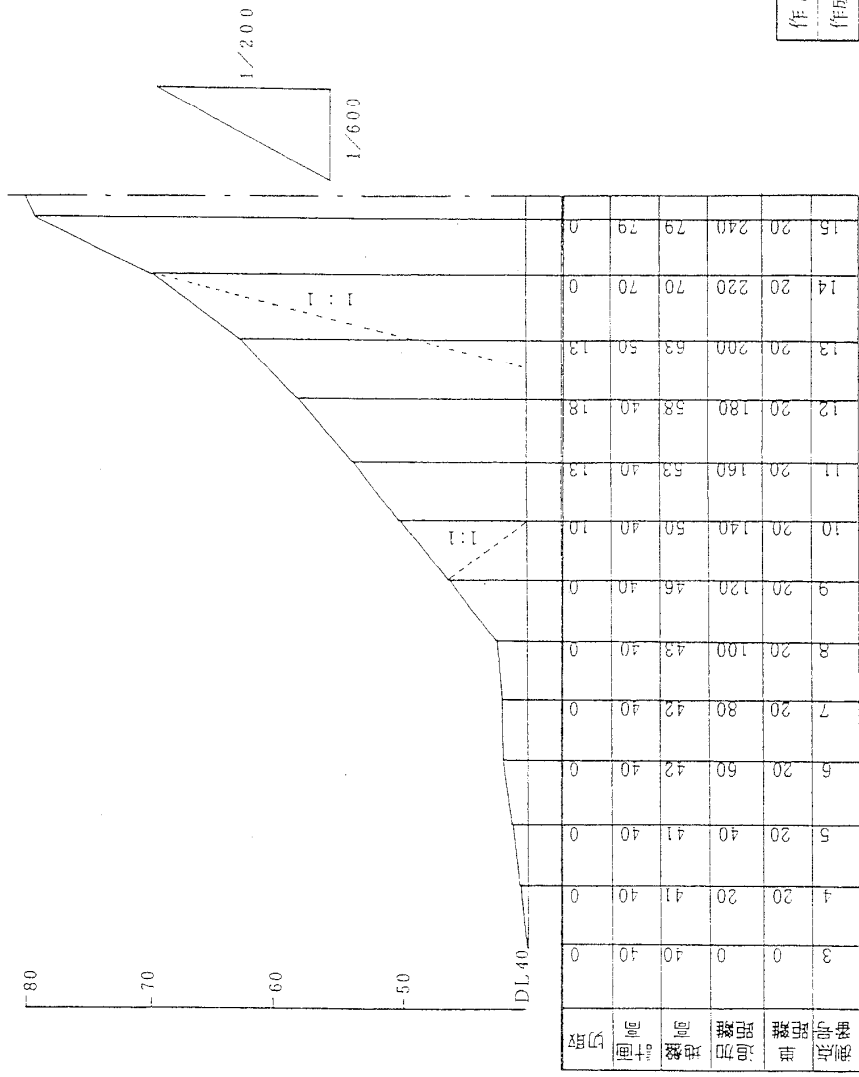 80
70
60
50
DL40
1:1
1:1
1/200
1/600
切取 0 0 0 0 0 0 0 10 13 18 13 0 0
計画高 40 40 40 40 40 40 40 40 40 40 50 70 79
地盤高 40 41 41 42 42 43 46 50 53 58 63 70 79
追加距離 0 20 40 60 80 100 120 140 160 180 200 220 240
単距離 0 20 20 20 20 20 20 20 20 20 20 20 20
測点番号 3 4 5 6 7 8 9 10 11 12 13 14 15
作
作成